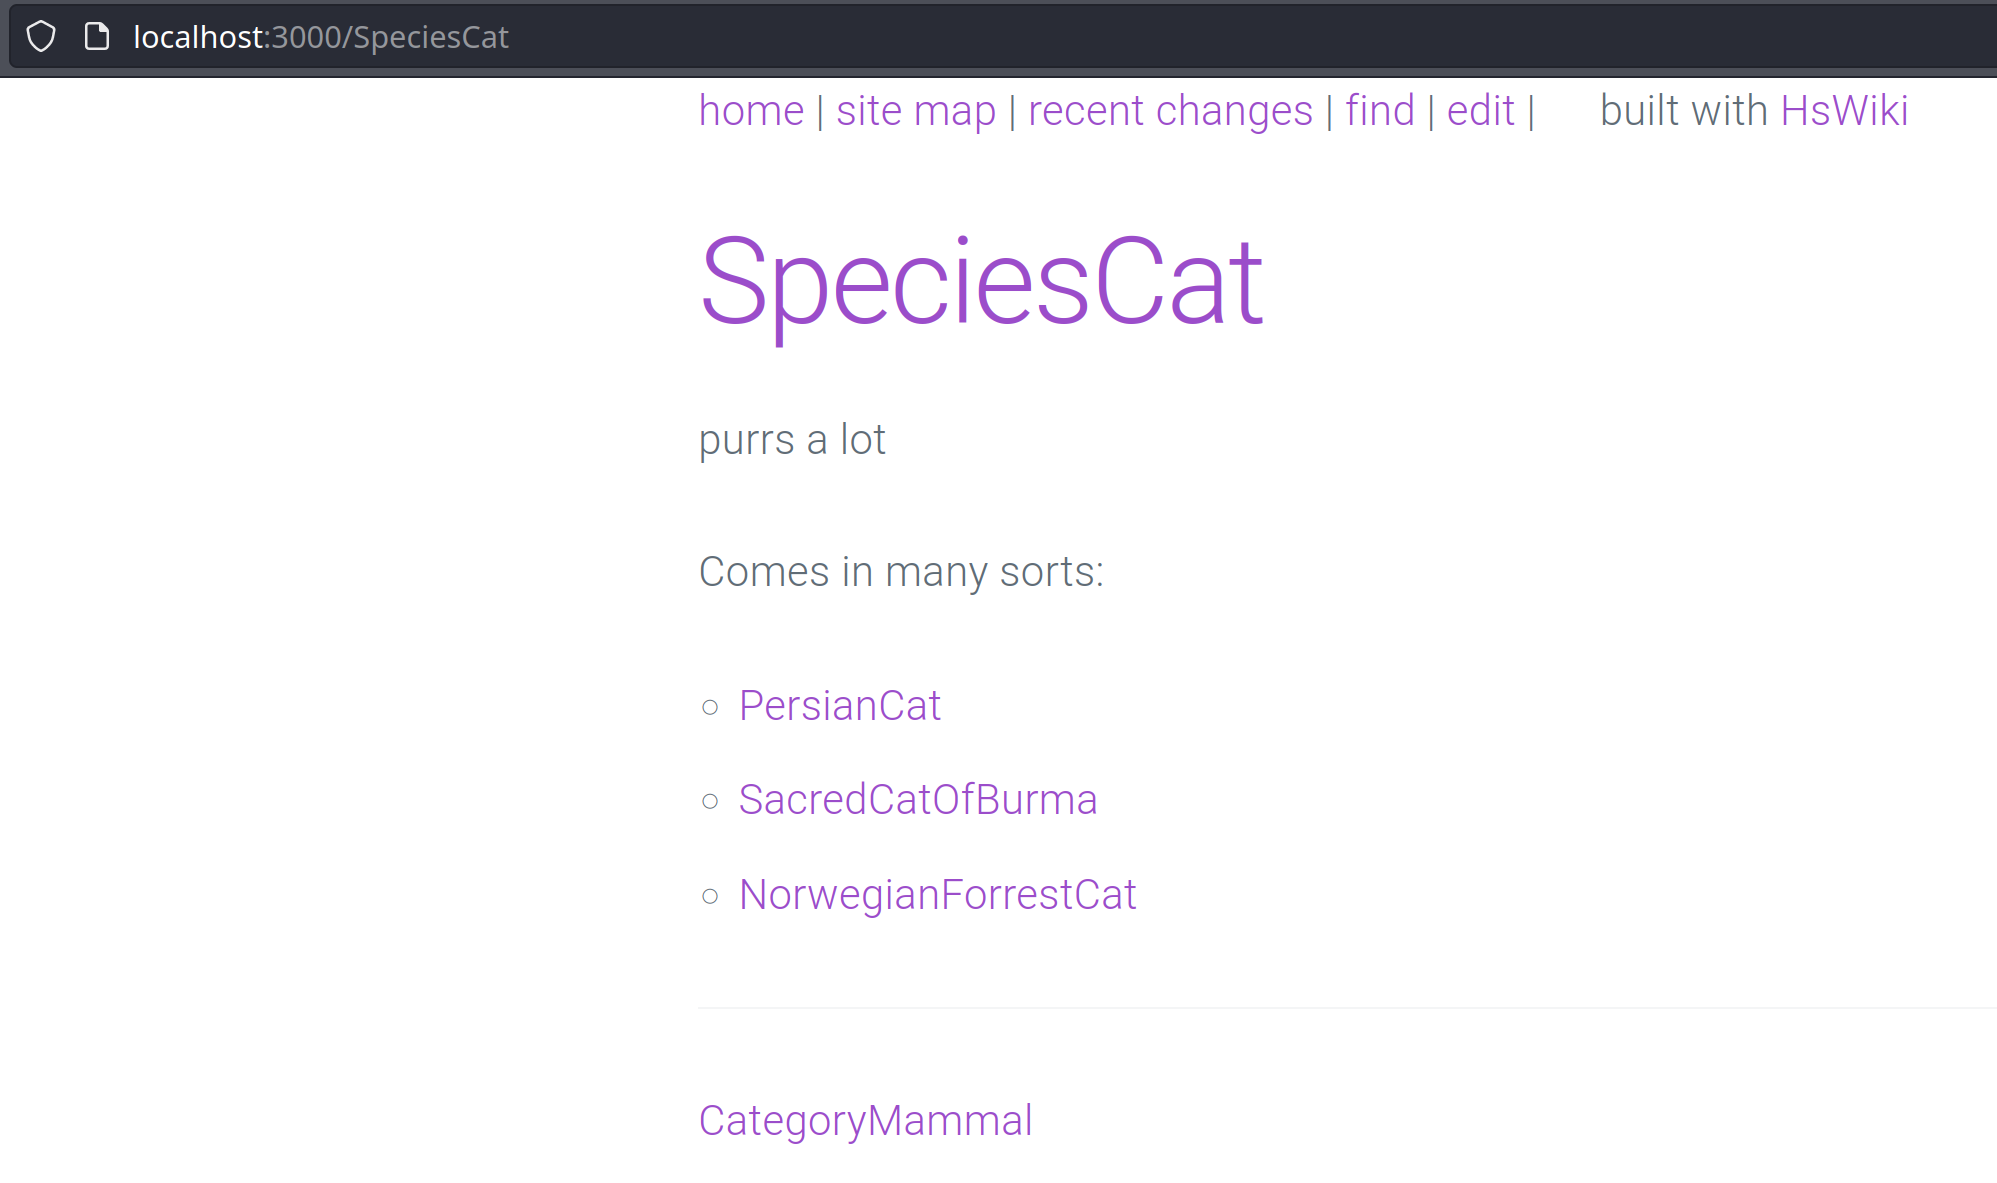 localhost:3000/SpeciesCat
home | site map | recent changes | find | edit | built with HsWiki
SpeciesCat
purrs a lot
Comes in many sorts:
PersianCat
SacredCatOfBurma
NorwegianForrestCat
CategoryMammal